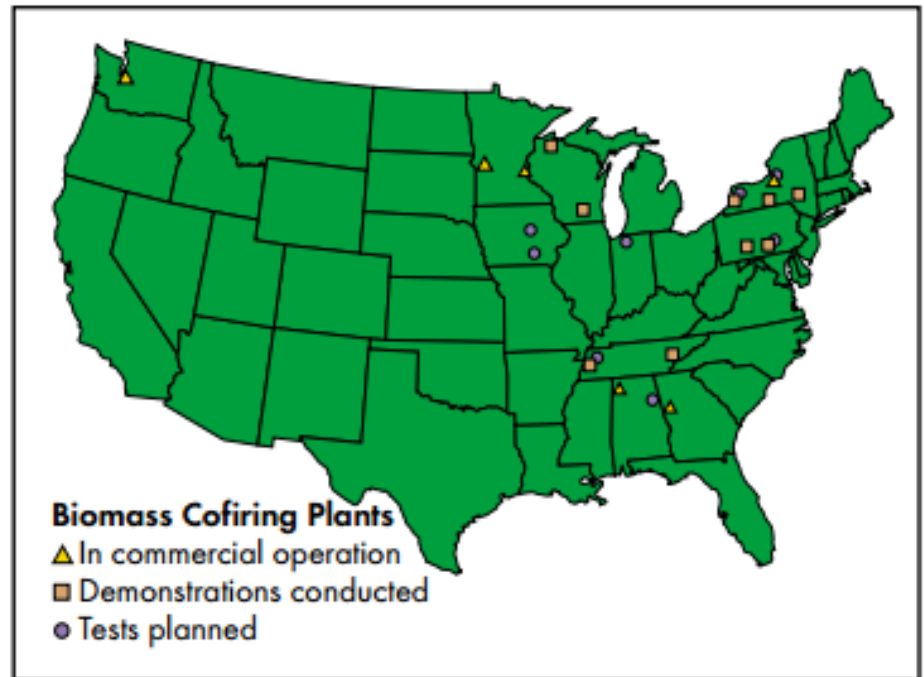 Biomass Cofiring Plants
In commercial operation
Demonstrations conducted
Tests planned